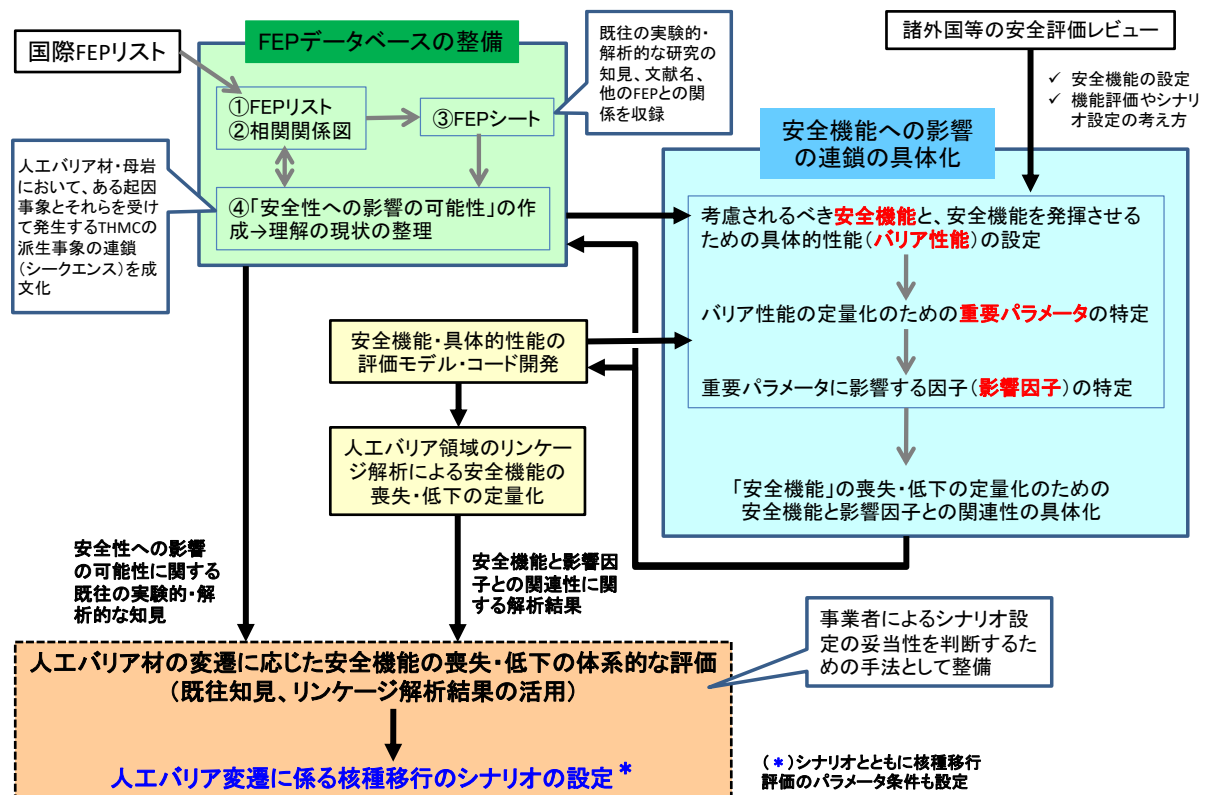 国際FEPリスト
FEPデータベースの整備
①FEPリスト
②相関関係図
③FEPシート
④「安全性への影響の可能性」の作
成→理解の現状の整理
既往の実験的・
解析的な研究の
知見、文献名、
他のFEPとの関
係を収録
人工バリア材・母岩
において、ある起因
事象とそれらを受け
て発生するTHMCの
派生事象の連鎖
（シークエンス）を成
文化
諸外国等の安全評価レビュー
✓ 安全機能の設定
✓ 機能評価やシナリ
オ設定の考え方
安全機能への影響
の連鎖の具体化
考慮されるべき安全機能と、安全機能を発揮させる
ための具体的性能（バリア性能）の設定
バリア性能の定量化のための重要パラメータの特定
重要パラメータに影響する因子（影響因子）の特定
「安全機能」の喪失・低下の定量化のための
安全機能と影響因子との関連性の具体化
安全機能・具体的性能の
評価モデル・コード開発
人工バリア領域のリンケー
ジ解析による安全機能の
喪失・低下の定量化
安全性への影響
の可能性に関する
既往の実験的・解
析的な知見
安全機能と影響因
子との関連性に関
する解析結果
事業者によるシナリオ設
定の妥当性を判断するた
めの手法として整備
人工バリア材の変遷に応じた安全機能の喪失・低下の体系的な評価
（既往知見、リンケージ解析結果の活用）
人工バリア変遷に係る核種移行のシナリオの設定＊
（＊）シナリオとともに核種移行
評価のパラメータ条件も設定